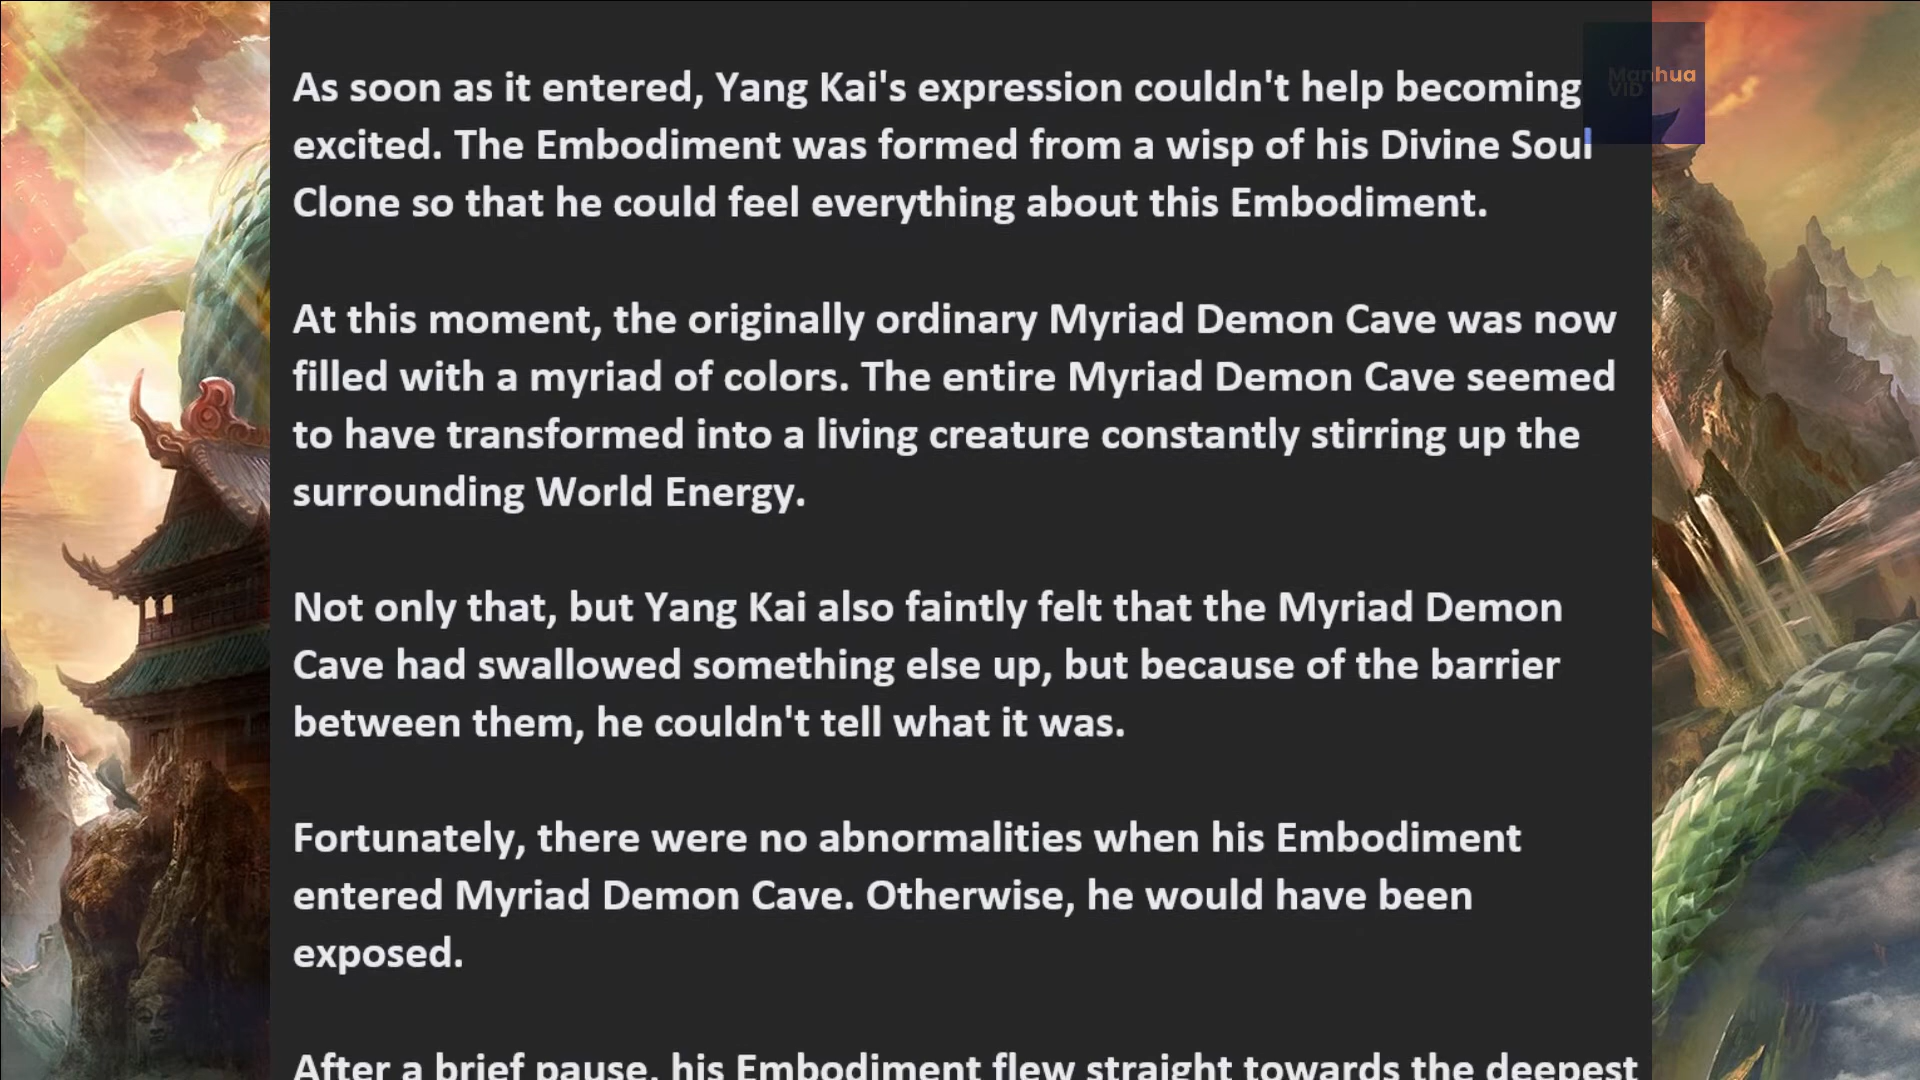 Manhua
VID
As soon as it entered, Yang Kai's expression couldn't help becoming
excited. The Embodiment was formed from a wisp of his Divine Soul
Clone so that he could feel everything about this Embodiment.
At this moment, the originally ordinary Myriad Demon Cave was now
filled with a myriad of colors. The entire Myriad Demon Cave seemed
to have transformed into a living creature constantly stirring up the
surrounding World Energy.
Not only that, but Yang Kai also faintly felt that the Myriad Demon
Cave had swallowed something else up, but because of the barrier
between them, he couldn't tell what it was.
Fortunately, there were no abnormalities when his Embodiment
entered Myriad Demon Cave. Otherwise, he would have been
exposed.
After a brief pause, his Embodiment flew straight towards the deepest